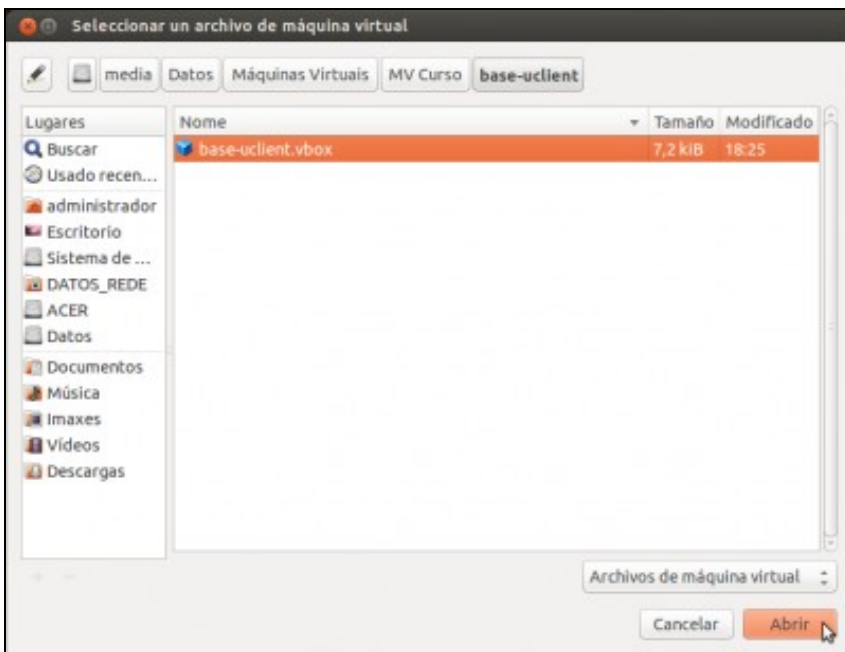 Seleccionar un archivo de máquina virtual
media Datos Máquinas Virtuais MV Curso base-uclient
Lugares
Buscar
Usado recen...
administrador
Escritorio
Sistema de ...
DATOS_REDE
ACER
Datos
Documentos
Música
Imaxes
Vídeos
Descargas
Nome Tamaño Modificado
base-uclient.vbox 7,2 kiB 18:25
Archivos de máquina virtual
Cancelar Abrir